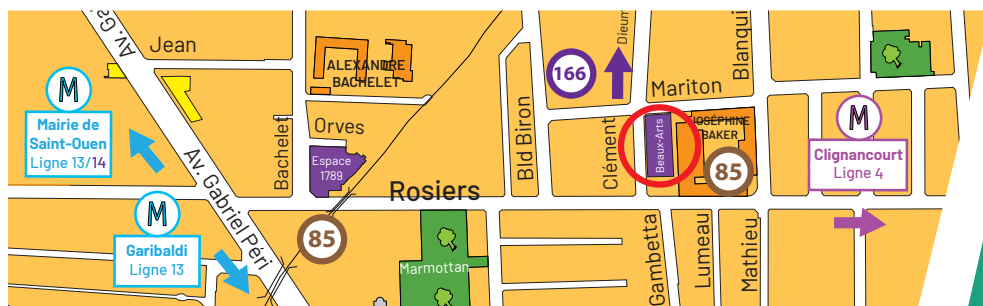 Av. Ga
Jean
M
Mairie de
Saint-Ouen
Ligne 13/14
M
Garibaldi
Ligne 13
Av. Gabriel Péri
Bachelet
ALEXANDRE
BACHELET
Orves
Espace
1789
85
Rosiers
Marmottan
Bld Biron
166
Dieum
Clément
Mariton
Blanqui
Beaux-Arts
JOSÉPHINE
BAKER
85
Gambetta
Lumeau
Mathieu
M
Clignancourt
Ligne 4